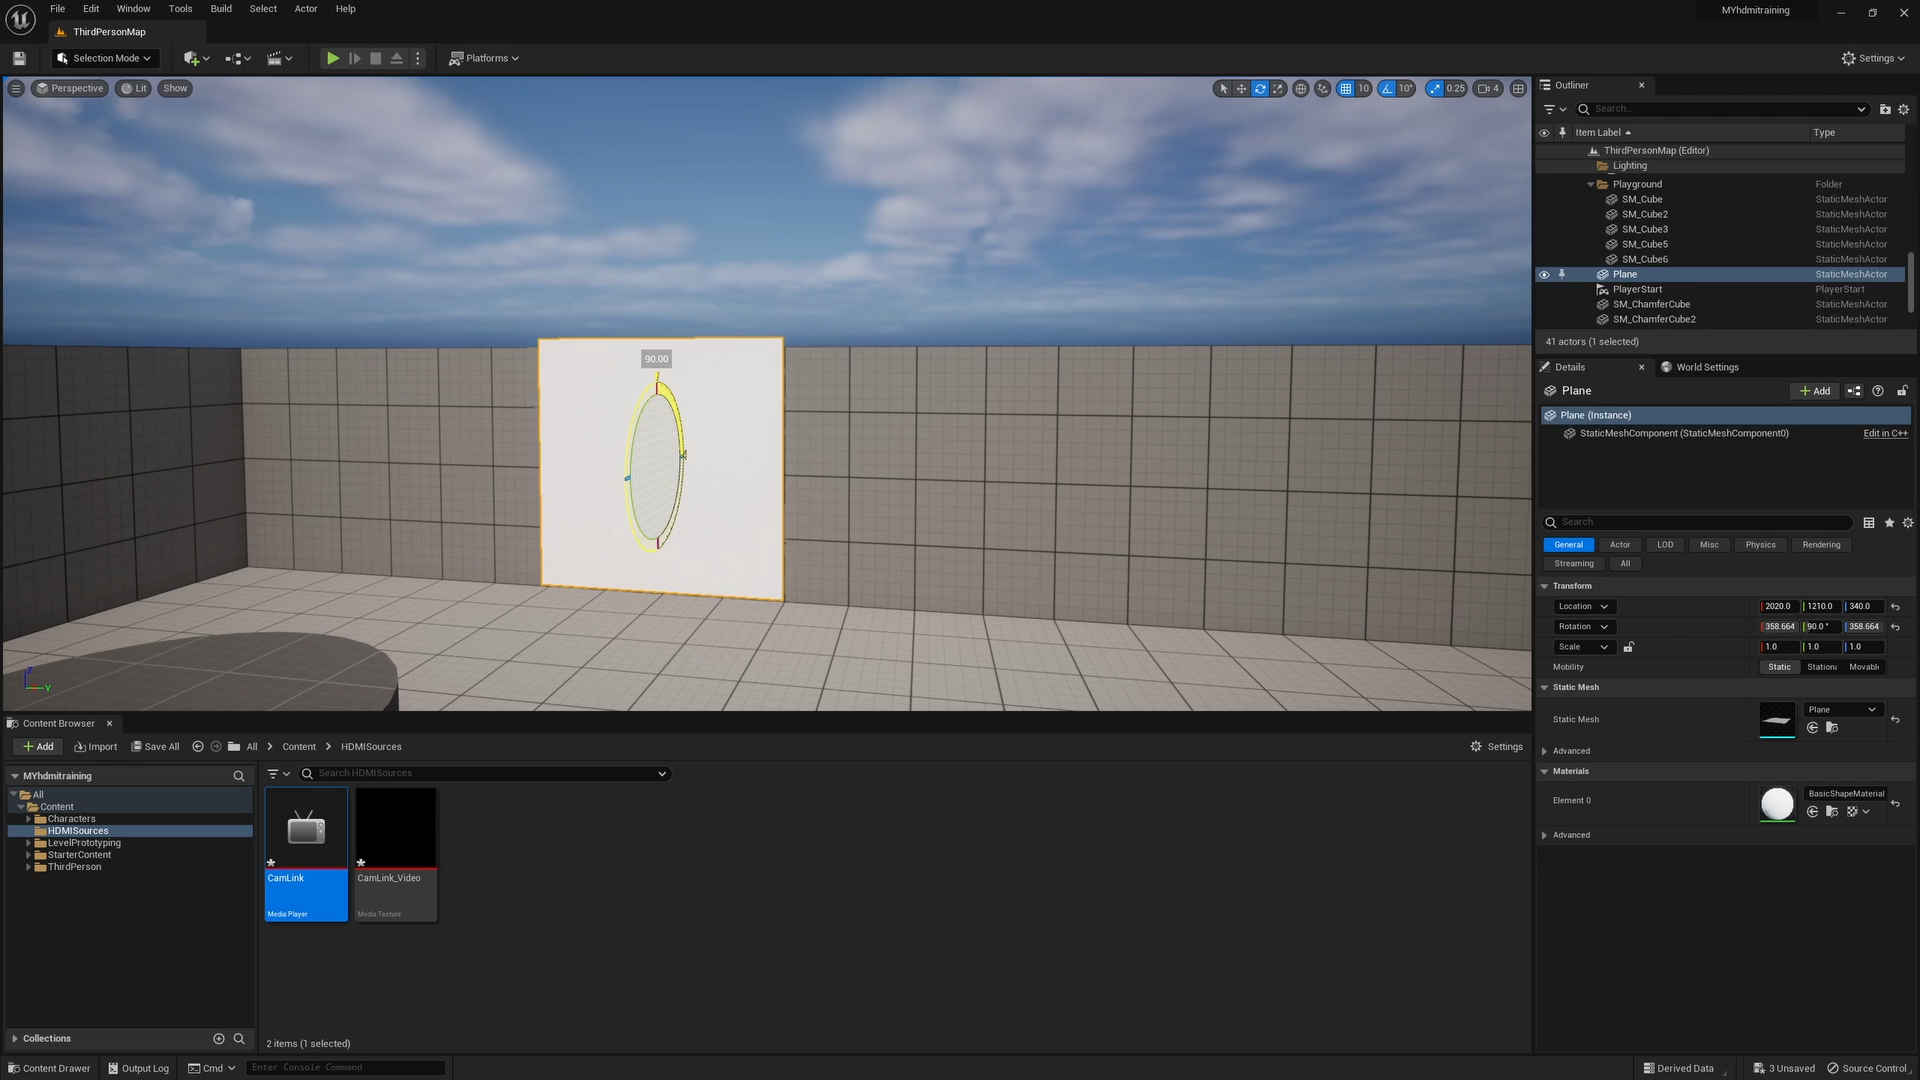 File Edit Window Tools Build Select Actor Help
MYhdmitraining
ThirdPersonMap
Selection Mode
Platforms
Settings
Perspective
Lit
Show
10
10°
0.25
4
90.00
Z
Y
Outliner
Search...
Item Label
Type
ThirdPersonMap (Editor)
Lighting
Playground Folder
SM_Cube StaticMeshActor
SM_Cube2 StaticMeshActor
SM_Cube3 StaticMeshActor
SM_Cube5 StaticMeshActor
SM_Cube6 StaticMeshActor
Plane StaticMeshActor
PlayerStart PlayerStart
SM_ChamferCube StaticMeshActor
SM_ChamferCube2 StaticMeshActor
41 actors (1 selected)
Details
World Settings
Plane
+ Add
Plane (Instance)
StaticMeshComponent (StaticMeshComponent0) Edit in C++
Search
General Actor LOD Misc Physics Rendering
Streaming All
Transform
Location 2020.0 1210.0 340.0
Rotation 358.664 90.0 ° 358.664
Scale 1.0 1.0 1.0
Mobility Static Stationa Movabl
Static Mesh
Static Mesh Plane
Advanced
Materials
Element 0 BasicShapeMaterial
Advanced
Content Browser
+ Add Import Save All All Content HDMISources Settings
MYhdmitraining
All
Content
Characters
HDMISources
LevelPrototyping
StarterContent
ThirdPerson
Collections
Search HDMISources
CamLink
Media Player
CamLink_Video
Media Texture
2 items (1 selected)
Content Drawer Output Log Cmd Enter Console Command Derived Data 3 Unsaved Source Control